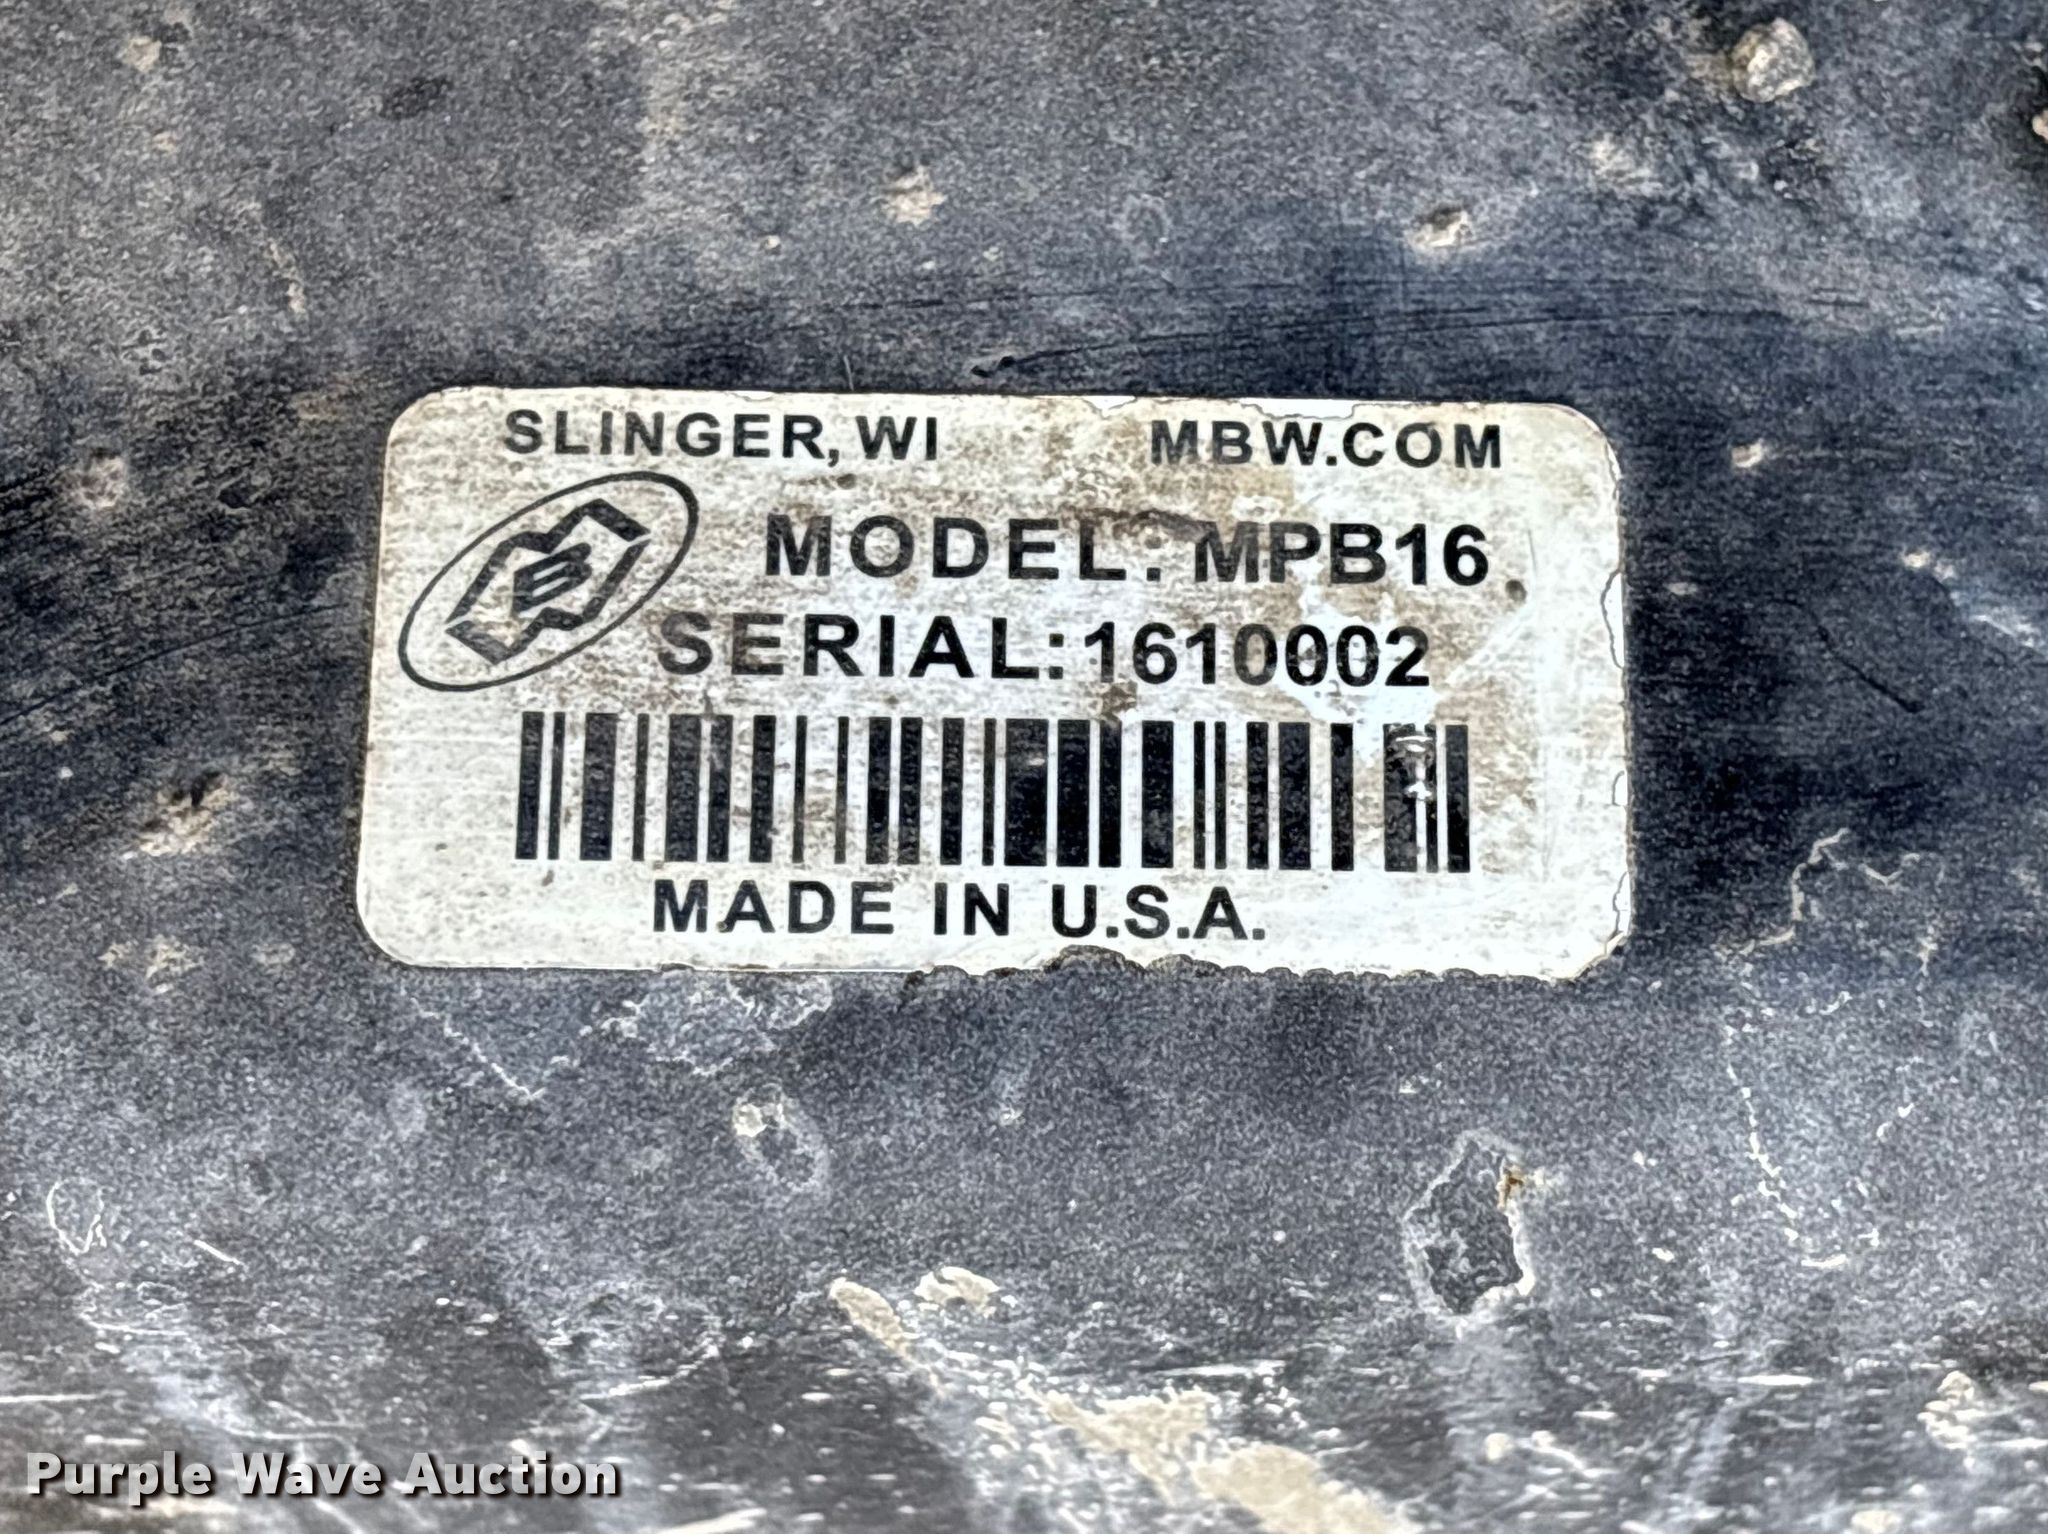 SLINGER, WI MBW.COM
MODEL: MPB16
SERIAL:1610002
MADE IN U.S.A.
Purple Wave Auction